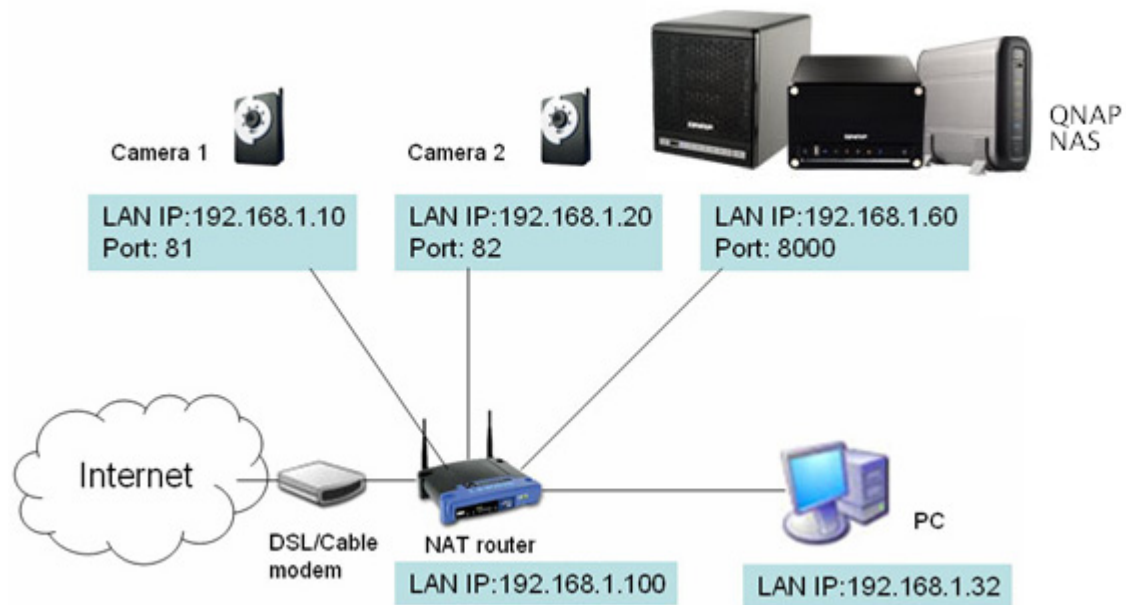 QNAP
NAS
Camera 1
Camera 2
LAN IP:192.168.1.10
Port: 81
LAN IP:192.168.1.20
Port: 82
LAN IP:192.168.1.60
Port: 8000
Internet
DSL/Cable
modem
NAT router
LAN IP:192.168.1.100
PC
LAN IP:192.168.1.32